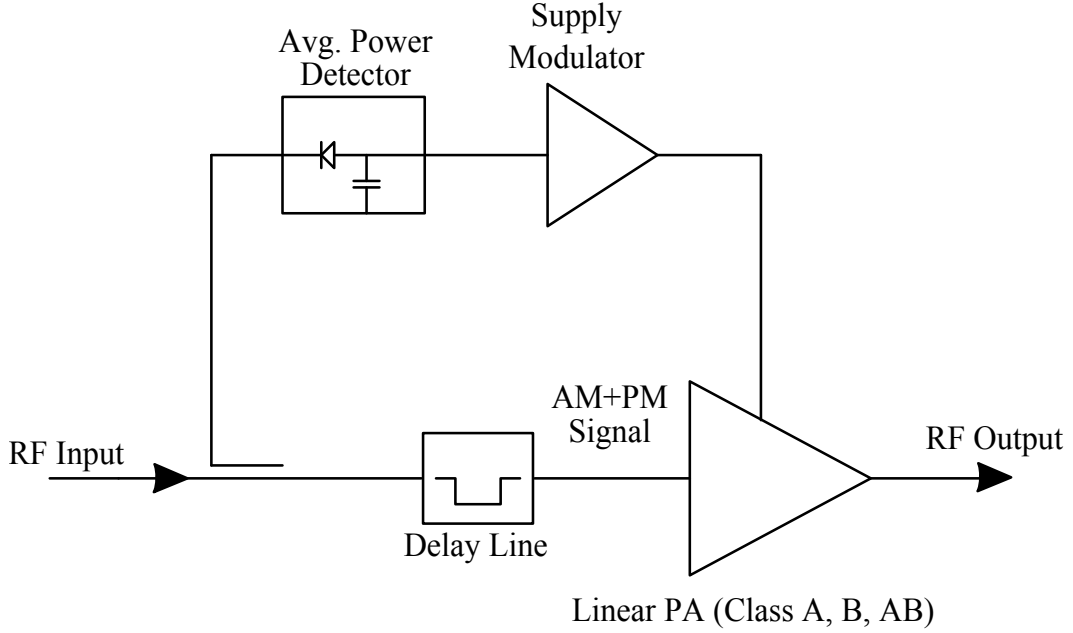 Supply
Modulator
Avg. Power
Detector
AM+PM
Signal
RF Input
RF Output
Delay Line
Linear PA (Class A, B, AB)